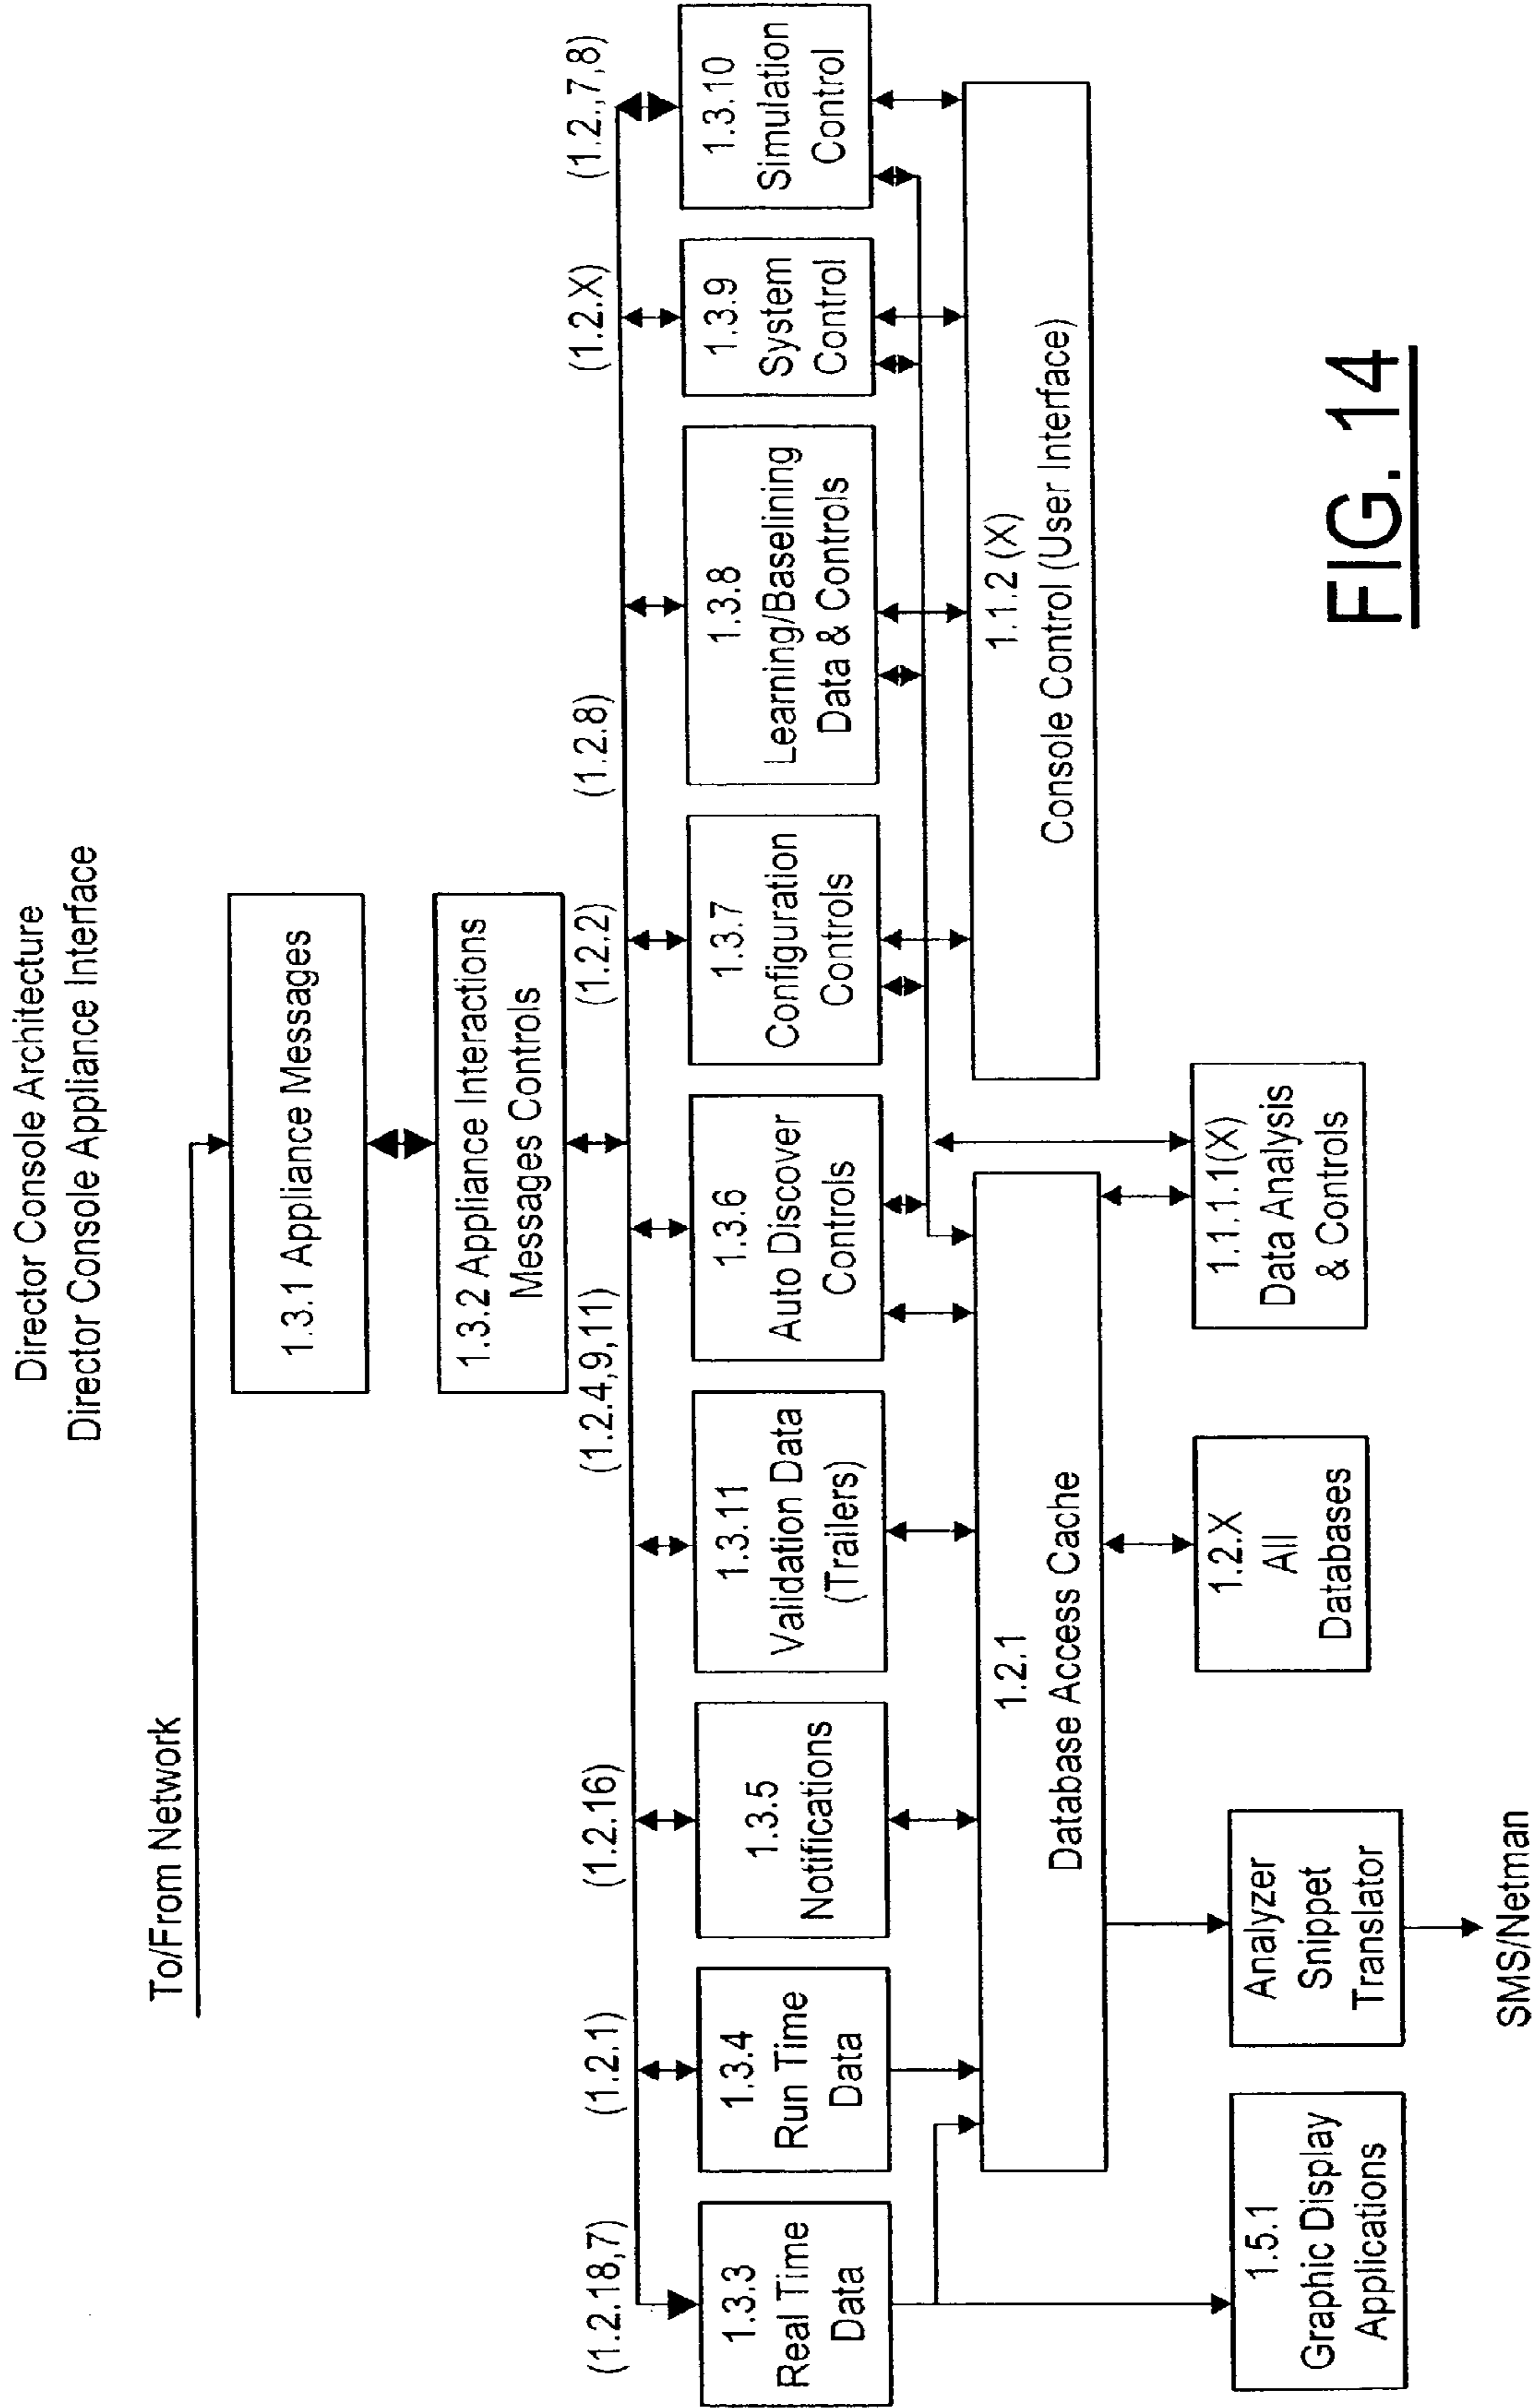 Director Console Architecture
Director Console Appliance Interface
To/From Network
1.3.1 Appliance Messages
1.3.2 Appliance Interactions
Messages Controls
(1.2.18,7)
(1.2.1)
(1.2.16)
(1.2.4,9,11)
(1.2.2)
(1.2.8)
(1.2.X)
(1.2.,7,8)
1.3.3
Real Time
Data
1.3.4
Run Time
Data
1.3.5
Notifications
1.3.11
Validation Data
(Trailers)
1.3.6
Auto Discover
Controls
1.3.7
Configuration
Controls
1.3.8
Learning/Baselining
Data & Controls
1.3.9
System
Control
1.3.10
Simulation
Control
1.2.1
Database Access Cache
1.1.2 (X)
Console Control (User Interface)
1.5.1
Graphic Display
Applications
Analyzer
Snippet
Translator
1.2.X
All
Databases
1.1.1.1(X)
Data Analysis
& Controls
SMS/Netman
FIG. 14